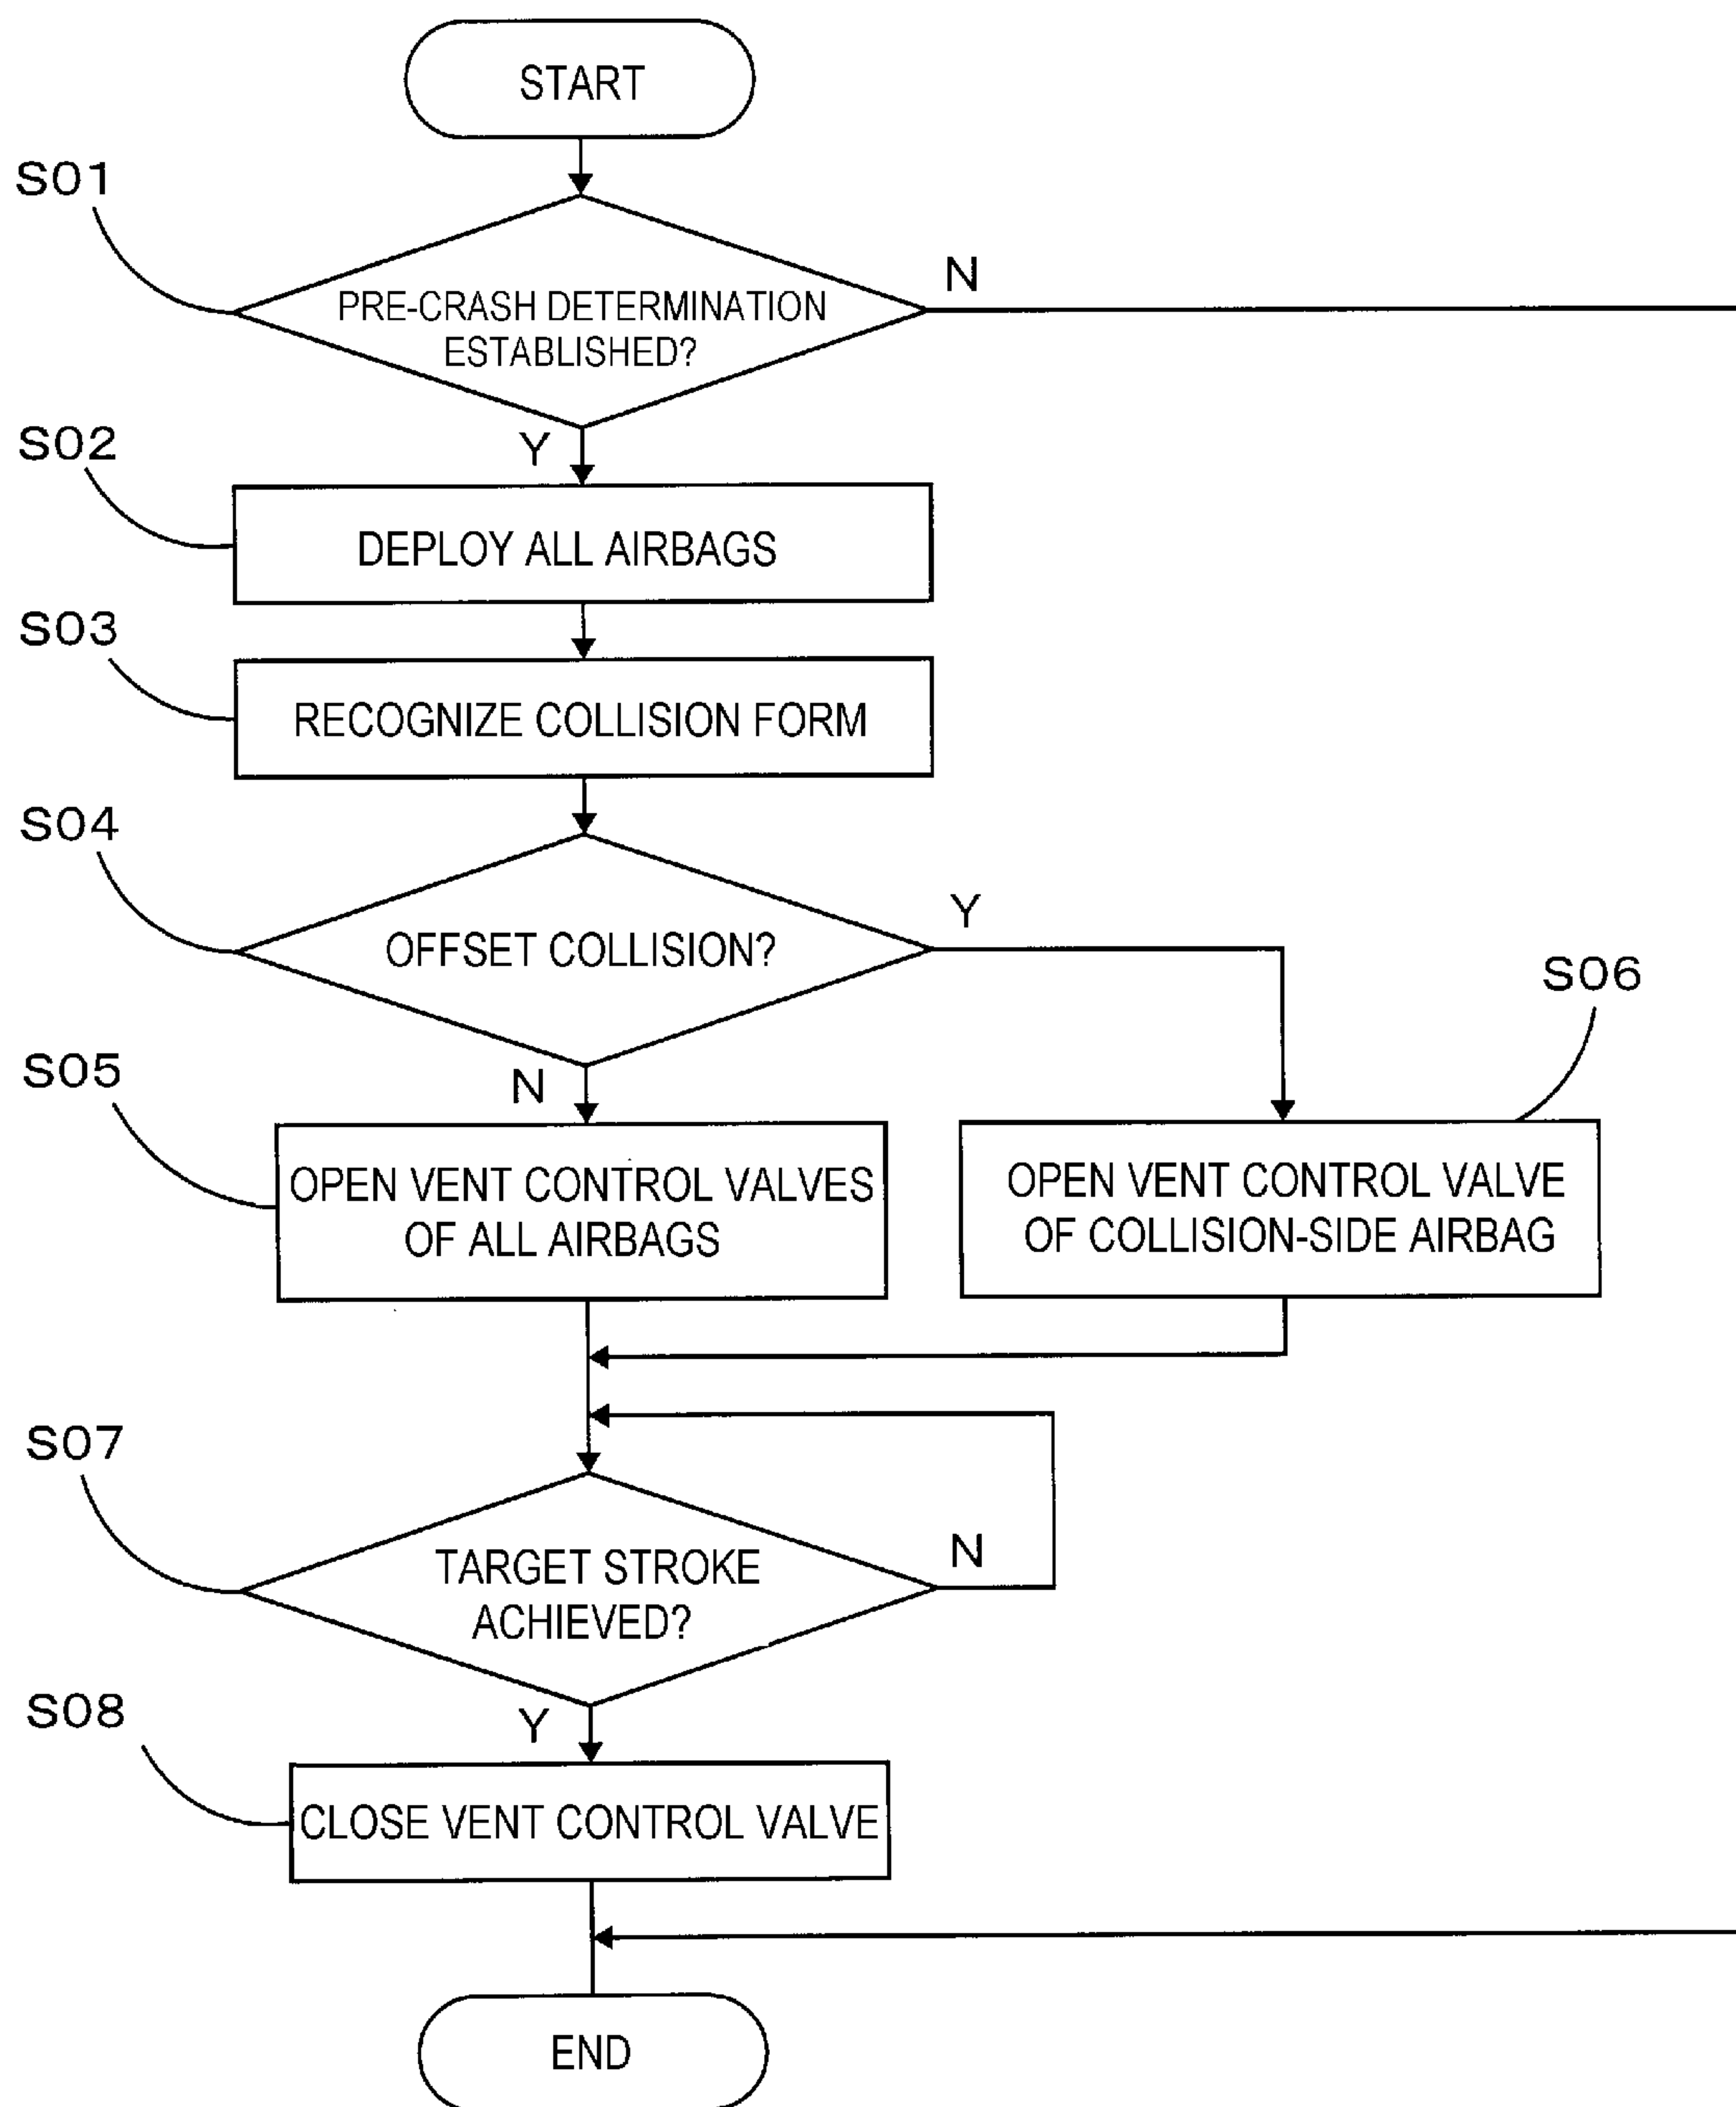 START
S01
N
PRE-CRASH DETERMINATION
ESTABLISHED?
S02
Y
DEPLOY ALL AIRBAGS
S03
RECOGNIZE COLLISION FORM
S04
Y
OFFSET COLLISION?
S06
S05
N
OPEN VENT CONTROL VALVES
OF ALL AIRBAGS
OPEN VENT CONTROL VALVE
OF COLLISION-SIDE AIRBAG
S07
N
TARGET STROKE
ACHIEVED?
S08
Y
CLOSE VENT CONTROL VALVE
END